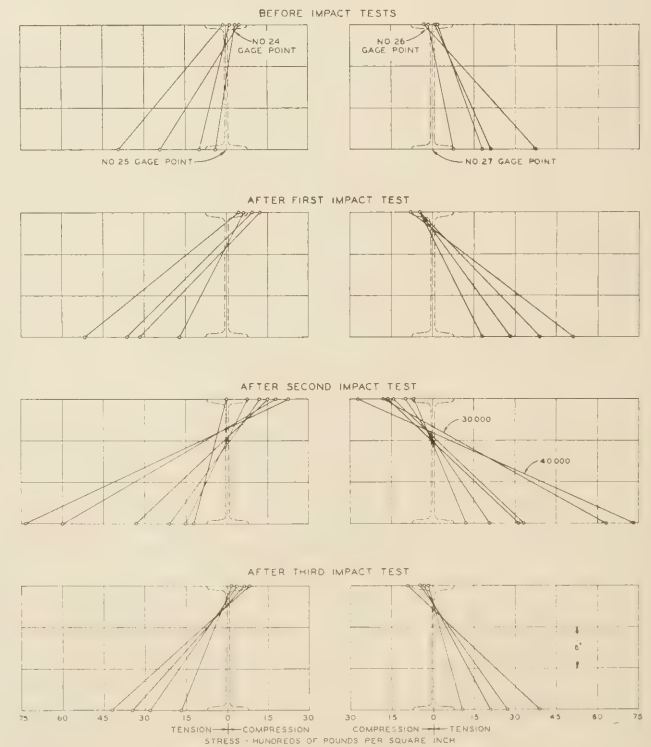 BEFORE IMPACT TESTS
NO. 24
GAGE POINT
NO. 26
GAGE POINT
NO. 25 GAGE POINT
NO. 27 GAGE POINT
AFTER FIRST IMPACT TEST
AFTER SECOND IMPACT TEST
30 000
40 000
AFTER THIRD IMPACT TEST
75 60 45 30 15 0 15 30 30 15 0 15 30 45 60 75
TENSION COMPRESSION COMPRESSION TENSION
STRESS - HUNDREDS OF POUNDS PER SQUARE INCH